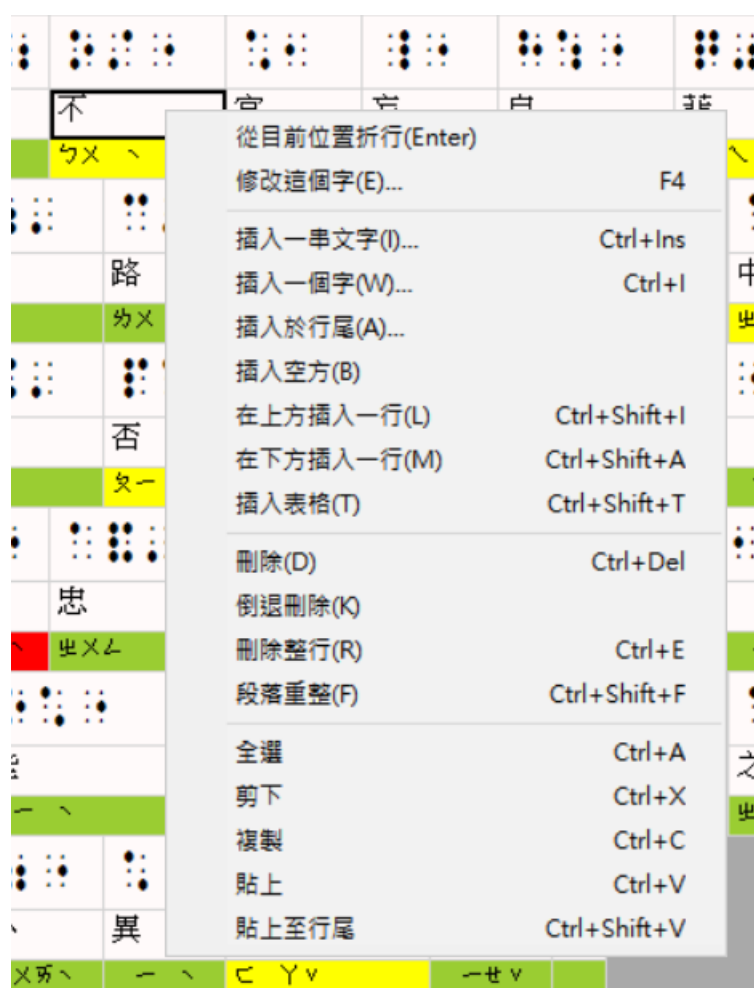 不
ㄅㄨ ˋ
從目前位置折行(Enter)
修改這個字(E)... F4
插入一串文字(I)... Ctrl+Ins
插入一個字(W)... Ctrl+I
插入於行尾(A)...
插入空方(B)
在上方插入一行(L) Ctrl+Shift+I
在下方插入一行(M) Ctrl+Shift+A
插入表格(T) Ctrl+Shift+T
刪除(D) Ctrl+Del
倒退刪除(K)
刪除整行(R) Ctrl+E
段落重整(F) Ctrl+Shift+F
全選 Ctrl+A
剪下 Ctrl+X
複製 Ctrl+C
貼上 Ctrl+V
貼上至行尾 Ctrl+Shift+V
路
ㄌㄨ
否
ㄆㄧ
忠
ㄓㄨㄥ
ㄧ ˋ
異
ㄨㄞˋ ㄧ ˋ ㄈ ㄚˇ ㄧㄝˇ